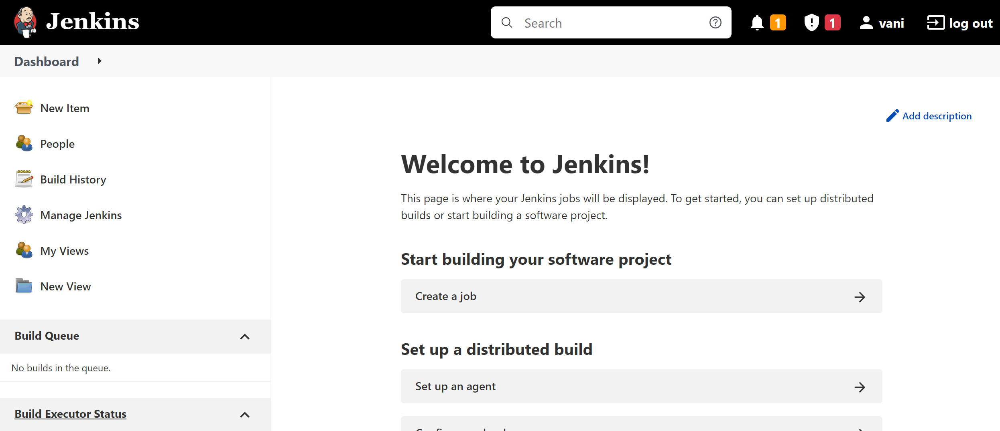 Jenkins
Search
1
1
vani
log out
Dashboard
New Item
People
Build History
Manage Jenkins
My Views
New View
Build Queue
No builds in the queue.
Build Executor Status
Add description
Welcome to Jenkins!
This page is where your Jenkins jobs will be displayed. To get started, you can set up distributed
builds or start building a software project.
Start building your software project
Create a job
Set up a distributed build
Set up an agent